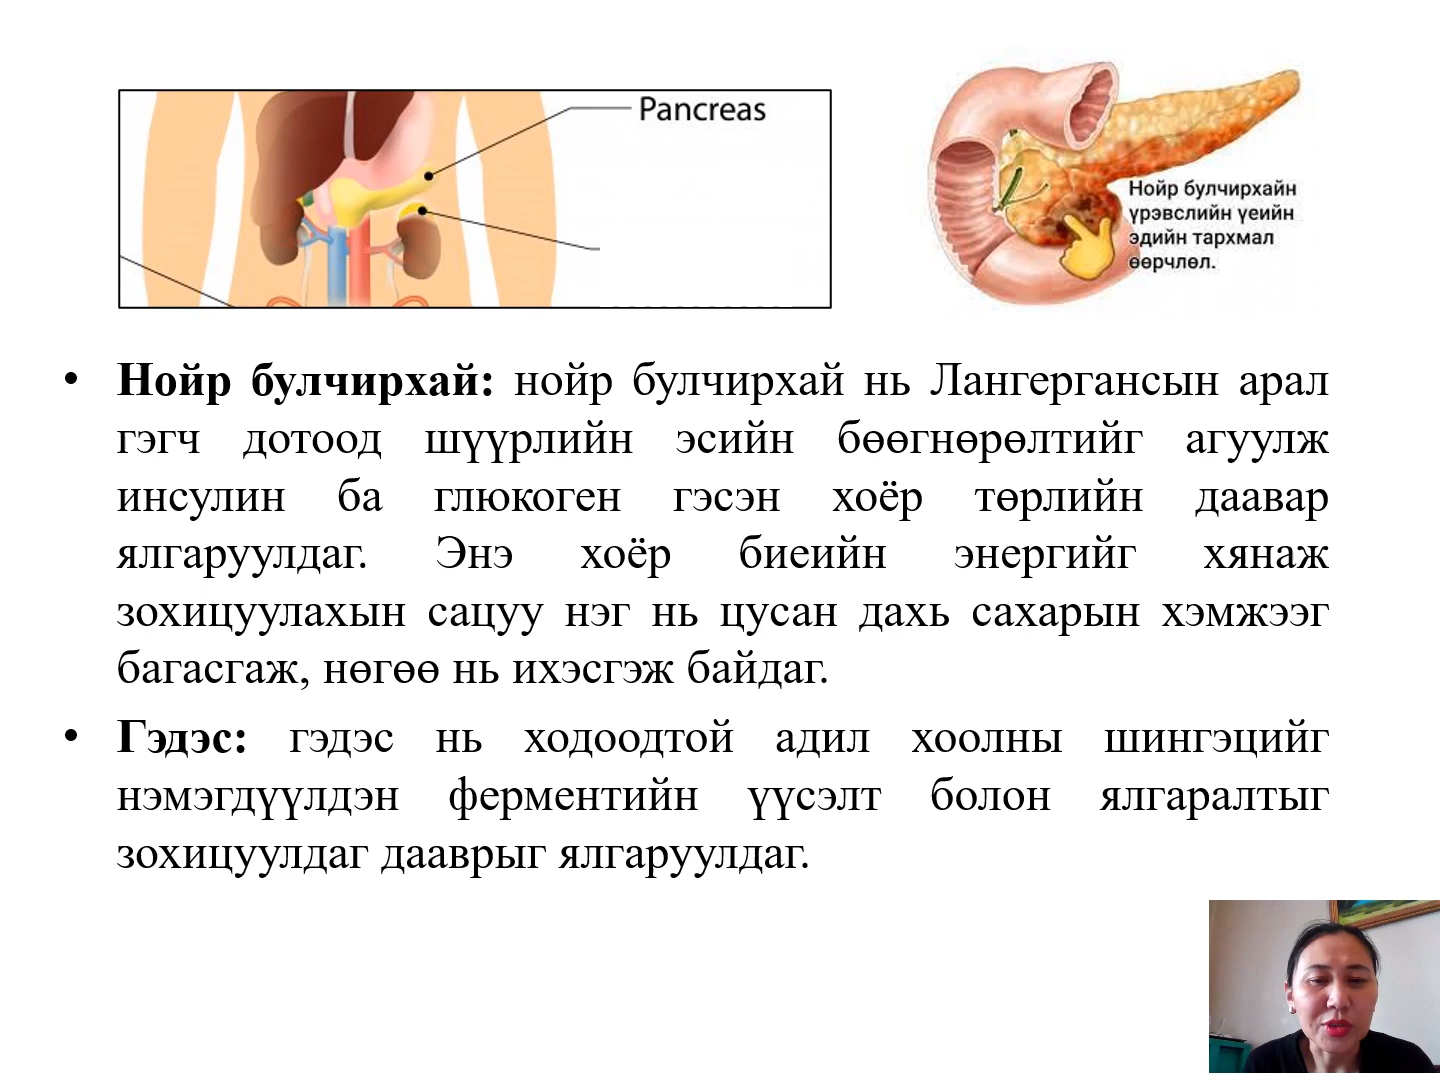 Pancreas
Нойр булчирхайн
үрэвслийн үеийн
эдийн тархмал
өөрчлөл.
• Нойр булчирхай: нойр булчирхай нь Лангергансын арал
гэгч дотоод шүүрлийн эсийн бөөгнөрөлтийг агуулж
инсулин ба глюкоген гэсэн хоёр төрлийн даавар
ялгаруулдаг. Энэ хоёр биеийн энергийг хянаж
зохицуулахын сацуу нэг нь цусан дахь сахарын хэмжээг
багасгаж, нөгөө нь ихэсгэж байдаг.
• Гэдэс: гэдэс нь ходоодтой адил хоолны шингэцийг
нэмэгдүүлдэн ферментийн үүсэлт болон ялгаралтыг
зохицуулдаг дааврыг ялгаруулдаг.